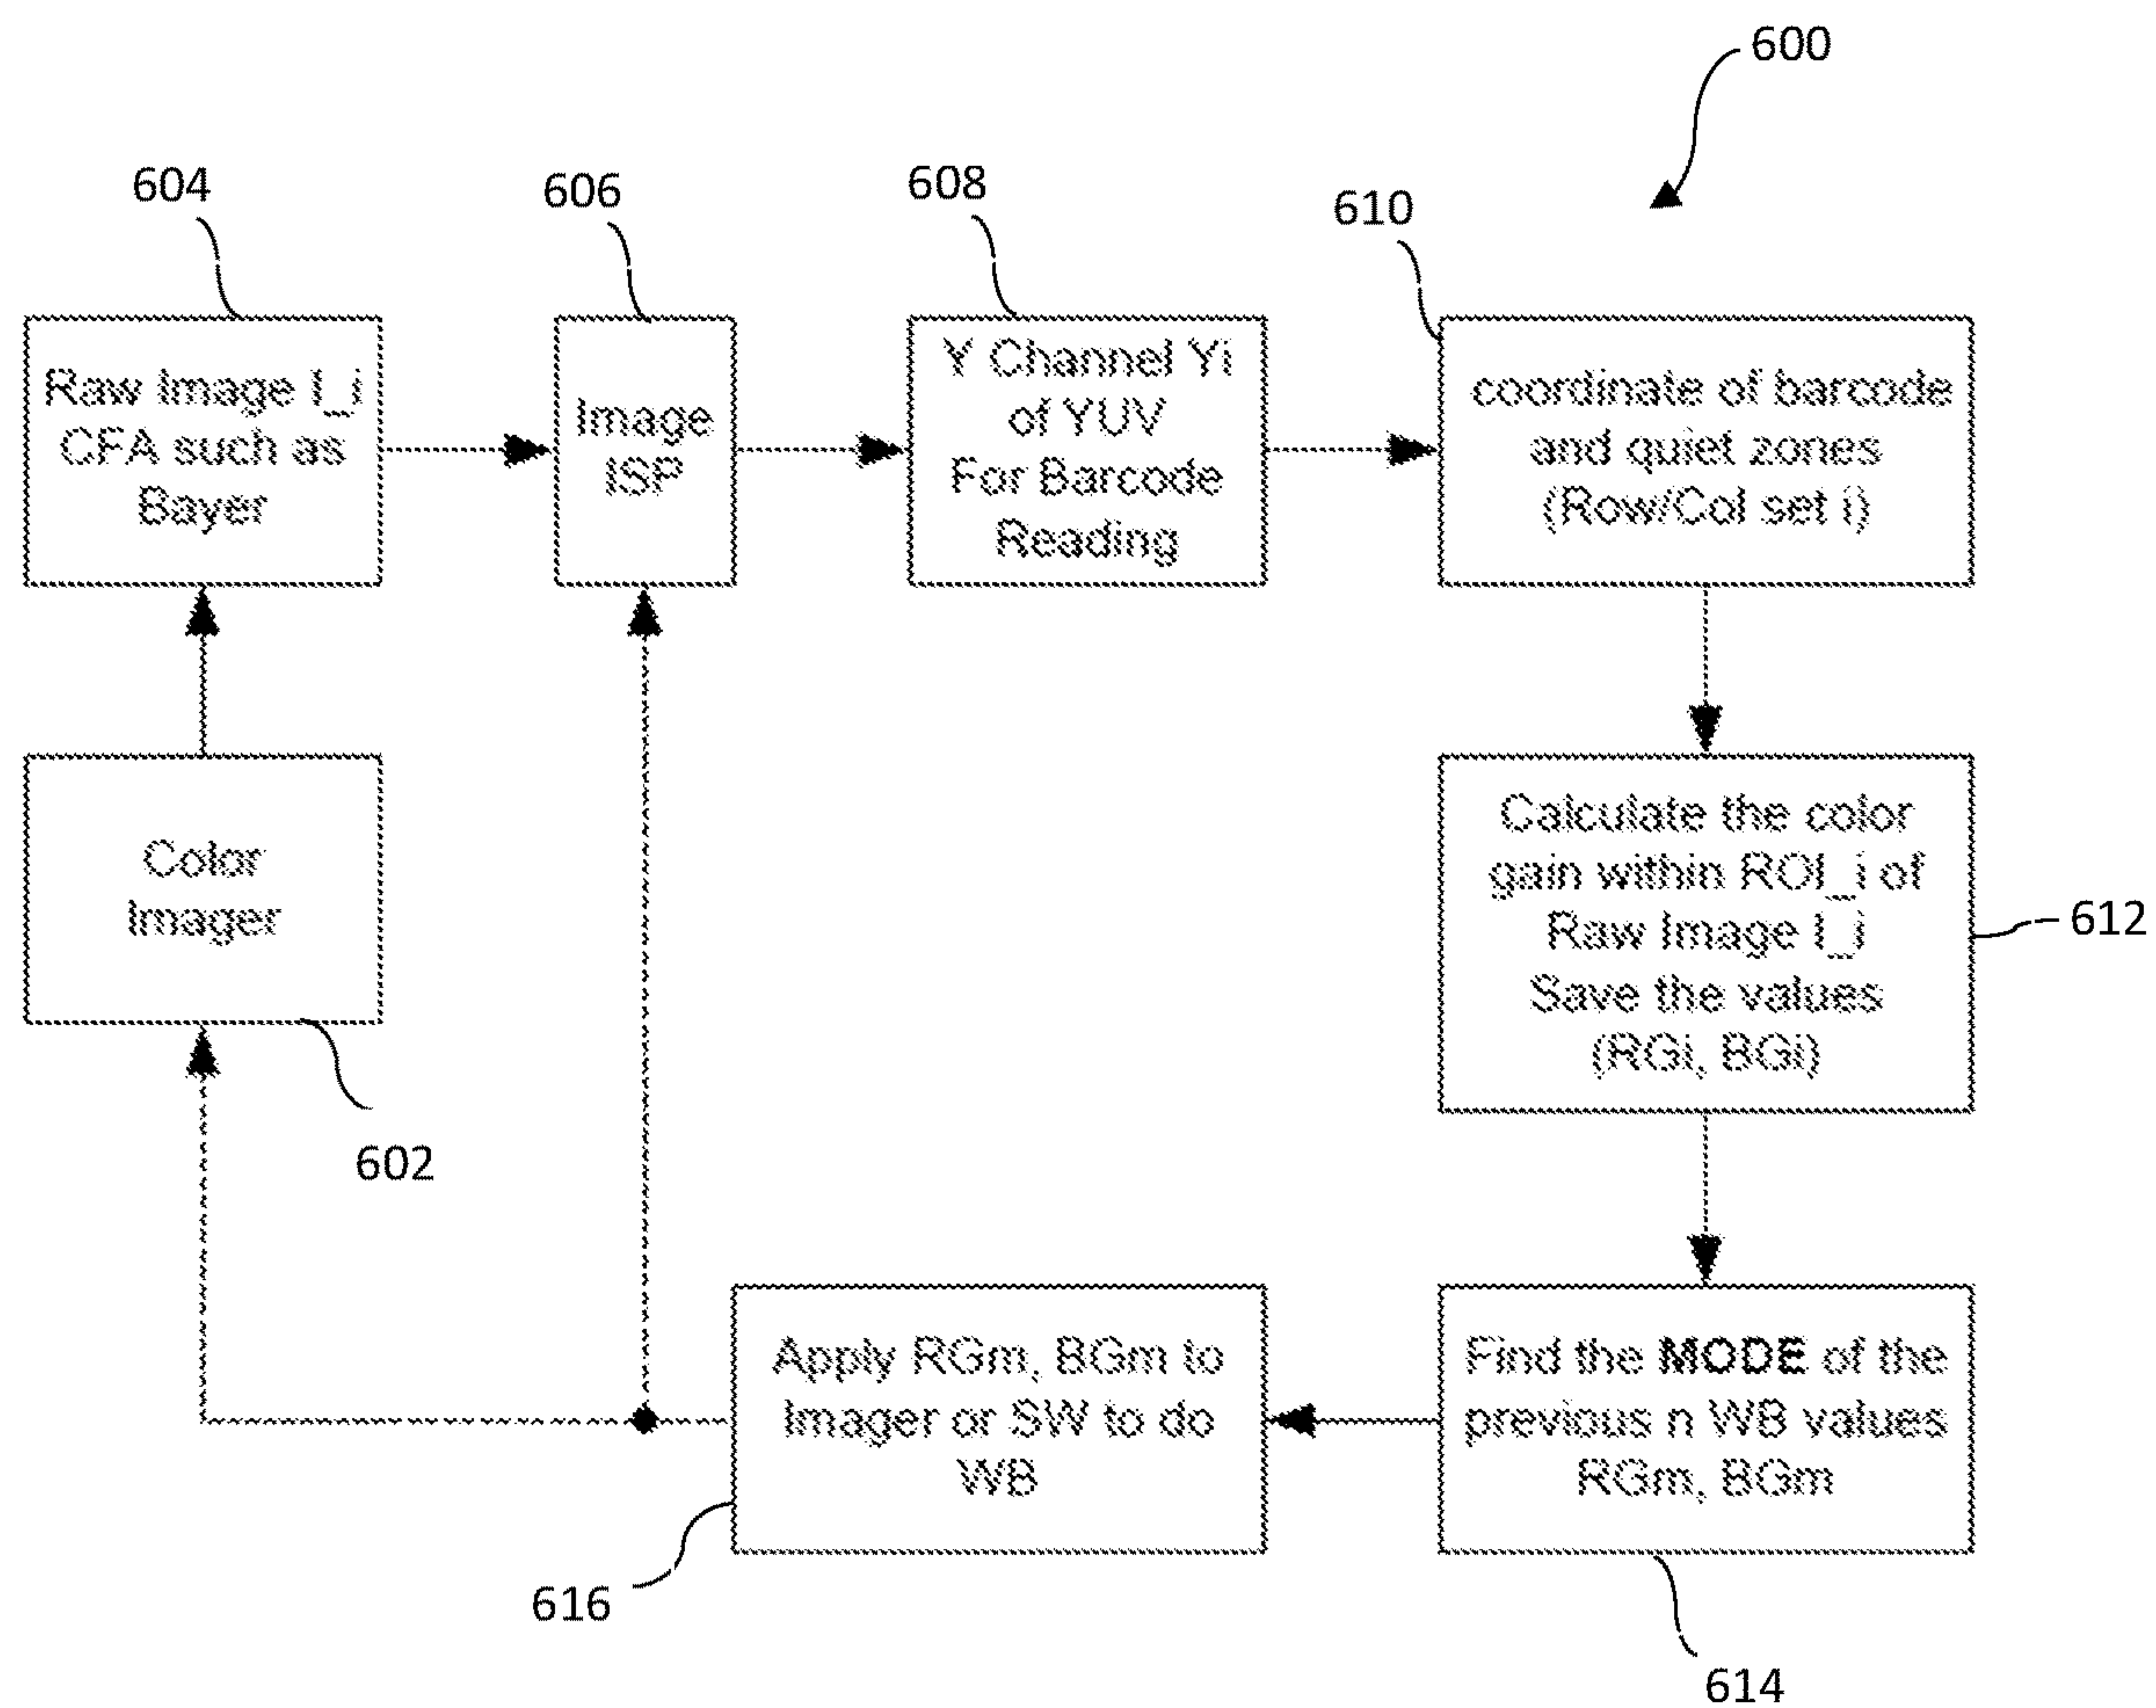 600
604
606
608
610
Raw Image I_i
CFA such as
Bayer
Image
ISP
Y Channel Yi
of YUV
For Barcode
Reading
coordinate of barcode
and quiet zones
(Row/Col set i)
Color
Imager
602
Calculate the color
gain within ROI_i of
Raw Image I_i
Save the values
(RGi, BGi)
612
Apply RGm, BGm to
Imager or SW to do
WB
616
Find the MODE of the
previous n WB values
RGm, BGm
614